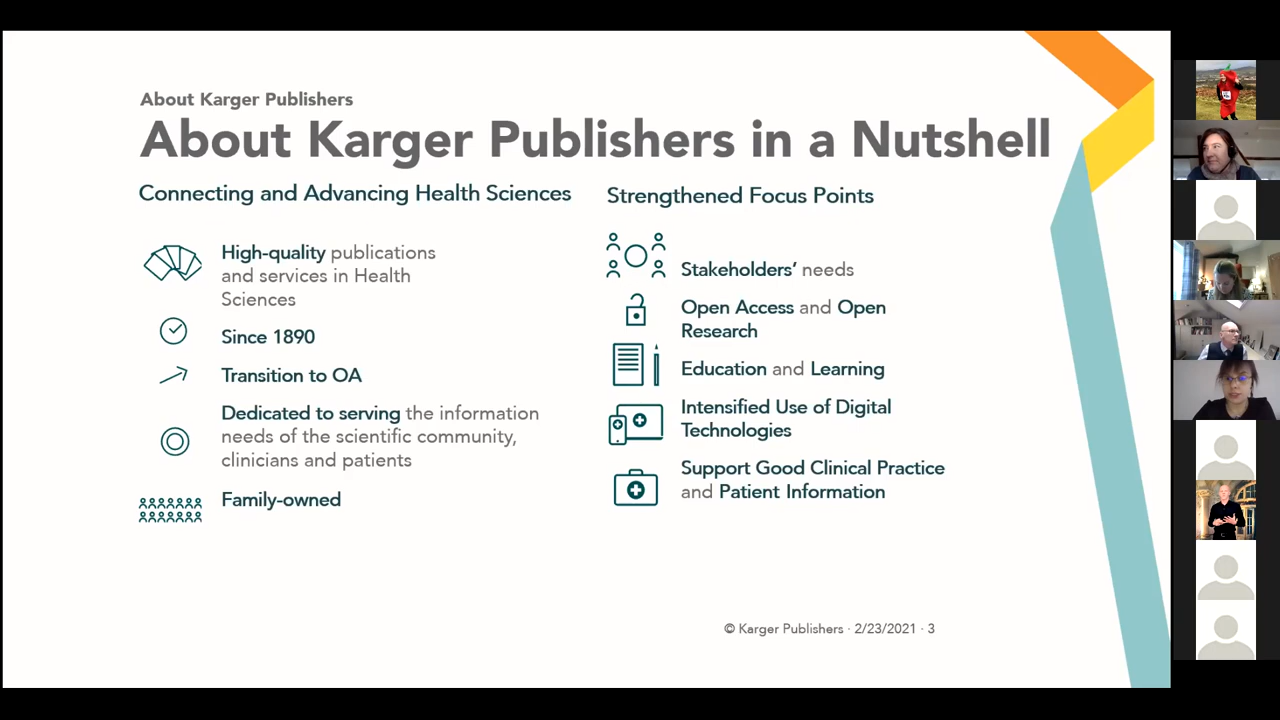 About Karger Publishers
About Karger Publishers in a Nutshell
Connecting and Advancing Health Sciences
High-quality publications
and services in Health
Sciences
Since 1890
Transition to OA
Dedicated to serving the information
needs of the scientific community,
clinicians and patients
Family-owned
Strengthened Focus Points
Stakeholders’ needs
Open Access and Open
Research
Education and Learning
Intensified Use of Digital
Technologies
Support Good Clinical Practice
and Patient Information
© Karger Publishers · 2/23/2021 · 3